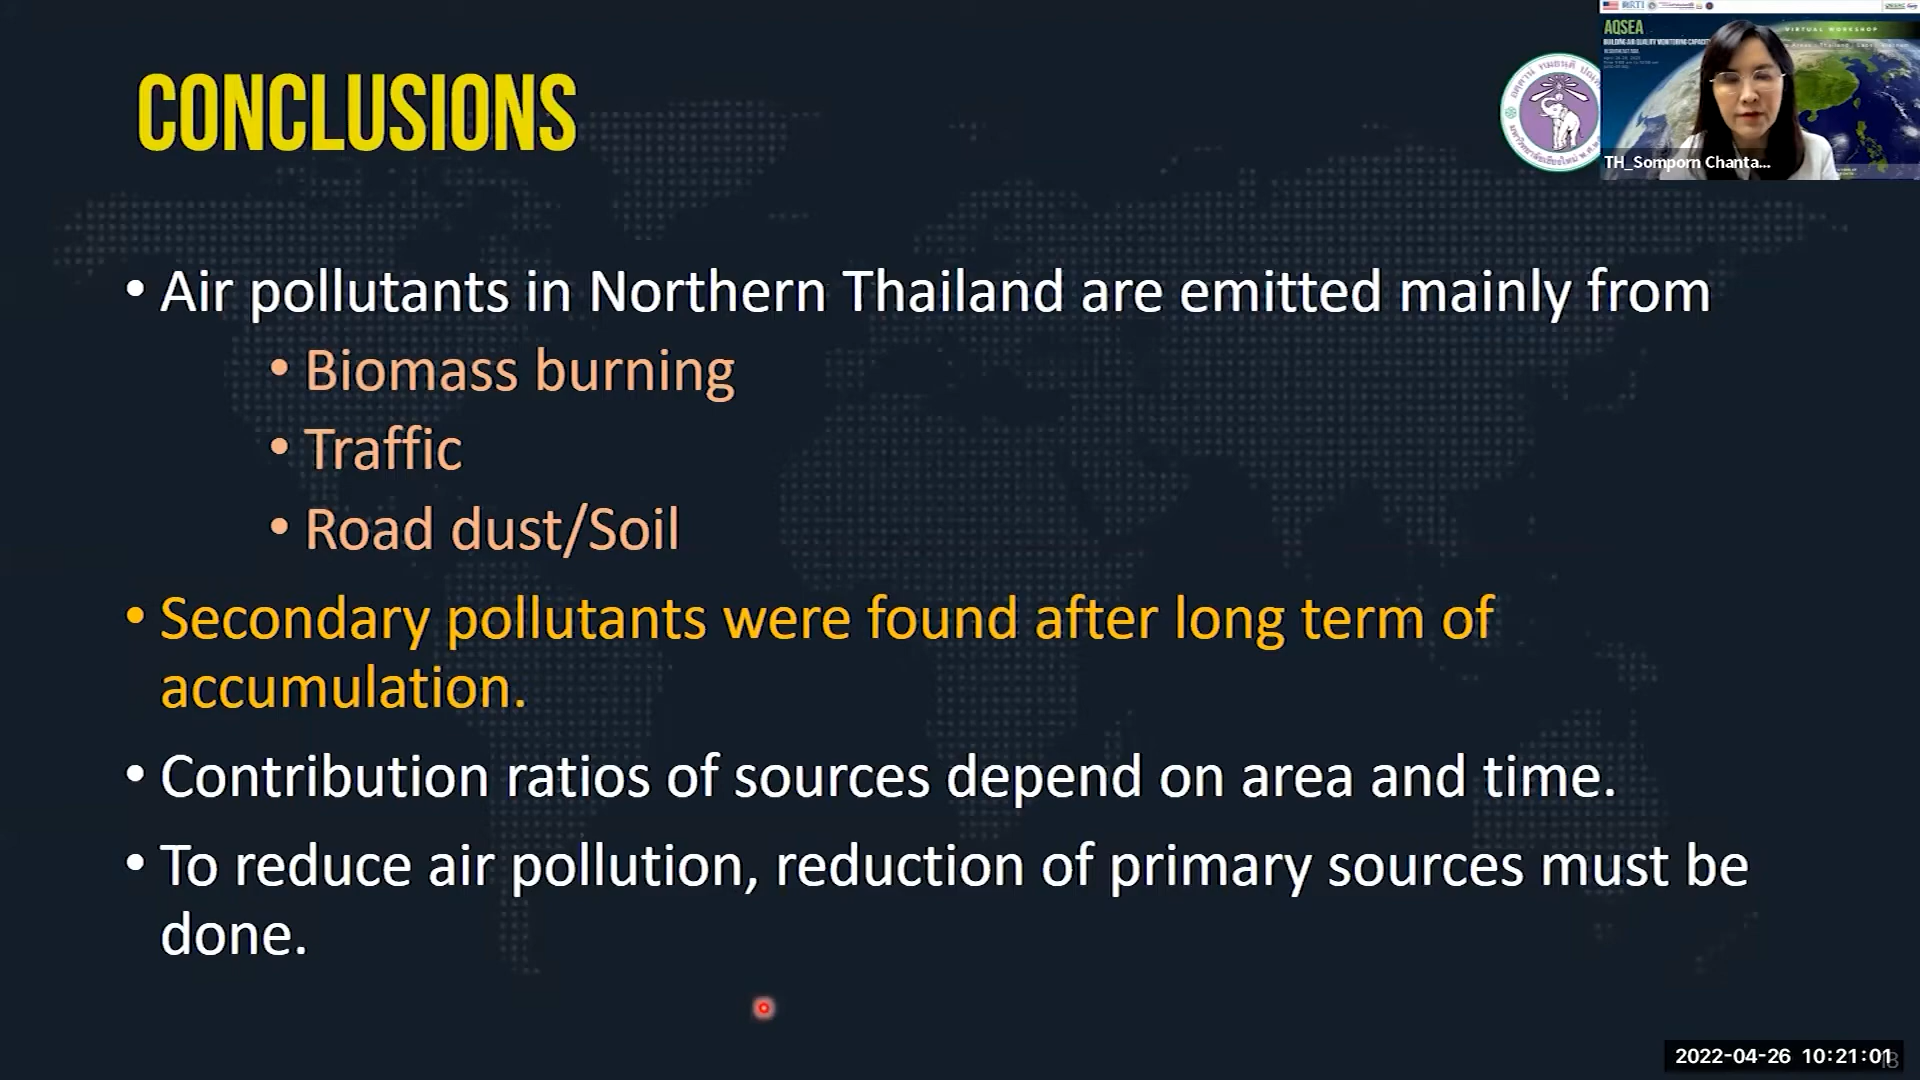 AQSEA
VIRTUAL WORKSHOP
BUILDING AIR QUALITY MONITORING CAPACITY
CONCLUSIONS
TH_Somporn Chanta...
• Air pollutants in Northern Thailand are emitted mainly from
• Biomass burning
• Traffic
• Road dust/Soil
• Secondary pollutants were found after long term of
accumulation.
• Contribution ratios of sources depend on area and time.
• To reduce air pollution, reduction of primary sources must be
done.
2022-04-26 10:21:01
18